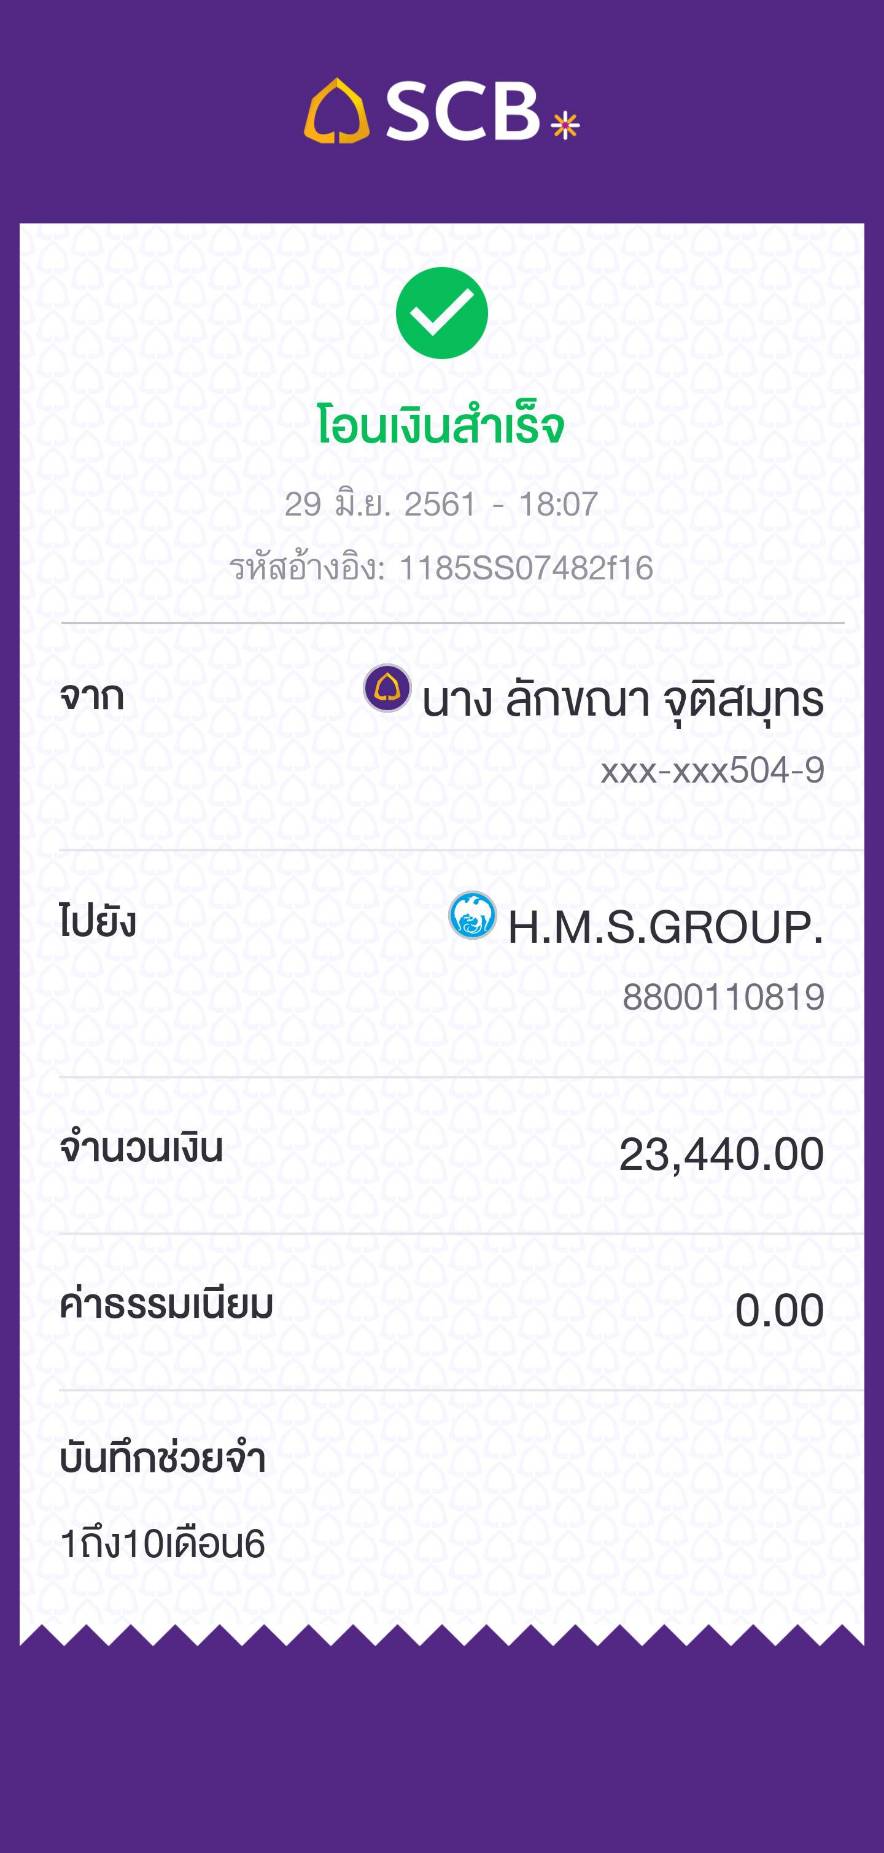 SCB
โอนเงินสำเร็จ
29 มิ.ย. 2561 - 18:07
รหัสอ้างอิง: 1185SS07482f16
จาก นาง ลักขณา จุติสมุทร
xxx-xxx504-9
ไปยัง H.M.S.GROUP.
8800110819
จำนวนเงิน 23,440.00
ค่าธรรมเนียม 0.00
บันทึกช่วยจำ
1ถึง10เดือน6